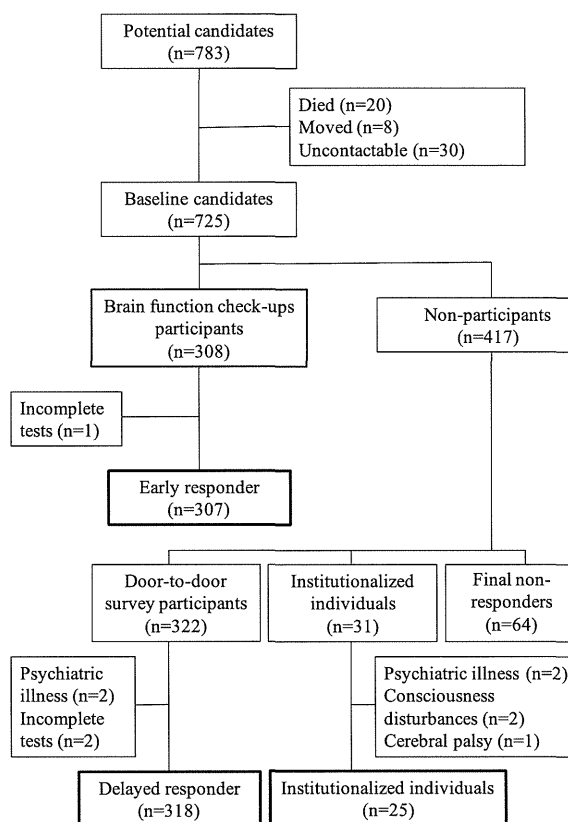 Potential candidates
(n=783)
Died (n=20)
Moved (n=8)
Uncontactable (n=30)
Baseline candidates
(n=725)
Brain function check-ups
participants
(n=308)
Non-participants
(n=417)
Incomplete
tests (n=1)
Early responder
(n=307)
Door-to-door
survey participants
(n=322)
Institutionalized
individuals
(n=31)
Final non-
responders
(n=64)
Psychiatric
illness (n=2)
Incomplete
tests (n=2)
Psychiatric illness (n=2)
Consciousness
disturbances (n=2)
Cerebral palsy (n=1)
Delayed responder
(n=318)
Institutionalized individuals
(n=25)